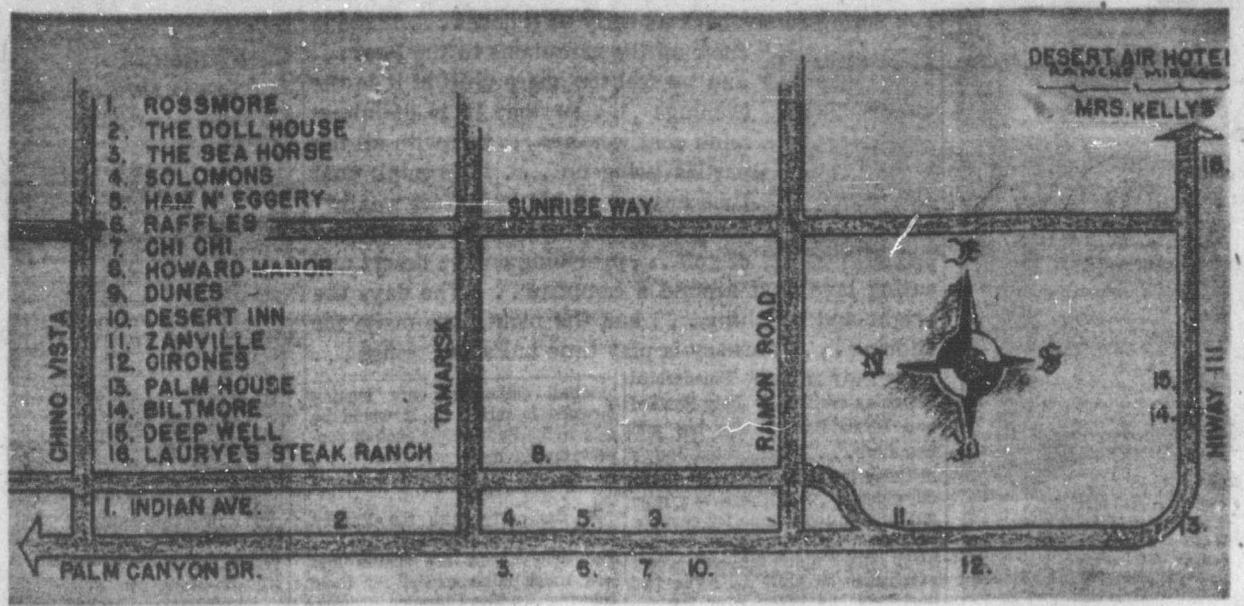 DESERT AIR HOTEL
RANCHO MIRAGE
MRS. KELLYS
1. ROSSMORE
2. THE DOLL HOUSE
3. THE SEA HORSE
4. SOLOMONS
5. HAM N' EGGERY
6. RAFFLES
7. CHI CHI
8. HOWARD MANOR
9. DUNES
10. DESERT INN
11. ZANVILLE
12. GIRONES
13. PALM HOUSE
14. BILTMORE
15. DEEP WELL
16. LAURYE'S STEAK RANCH
16.
SUNRISE WAY
CHINO VISTA
TAMARISK
RAMON ROAD
E
N
S
W
15.
14.
HIWAY 111
8.
1. INDIAN AVE.
2.
4.
5.
9.
11.
13.
PALM CANYON DR.
3.
6.
7.
10.
12.